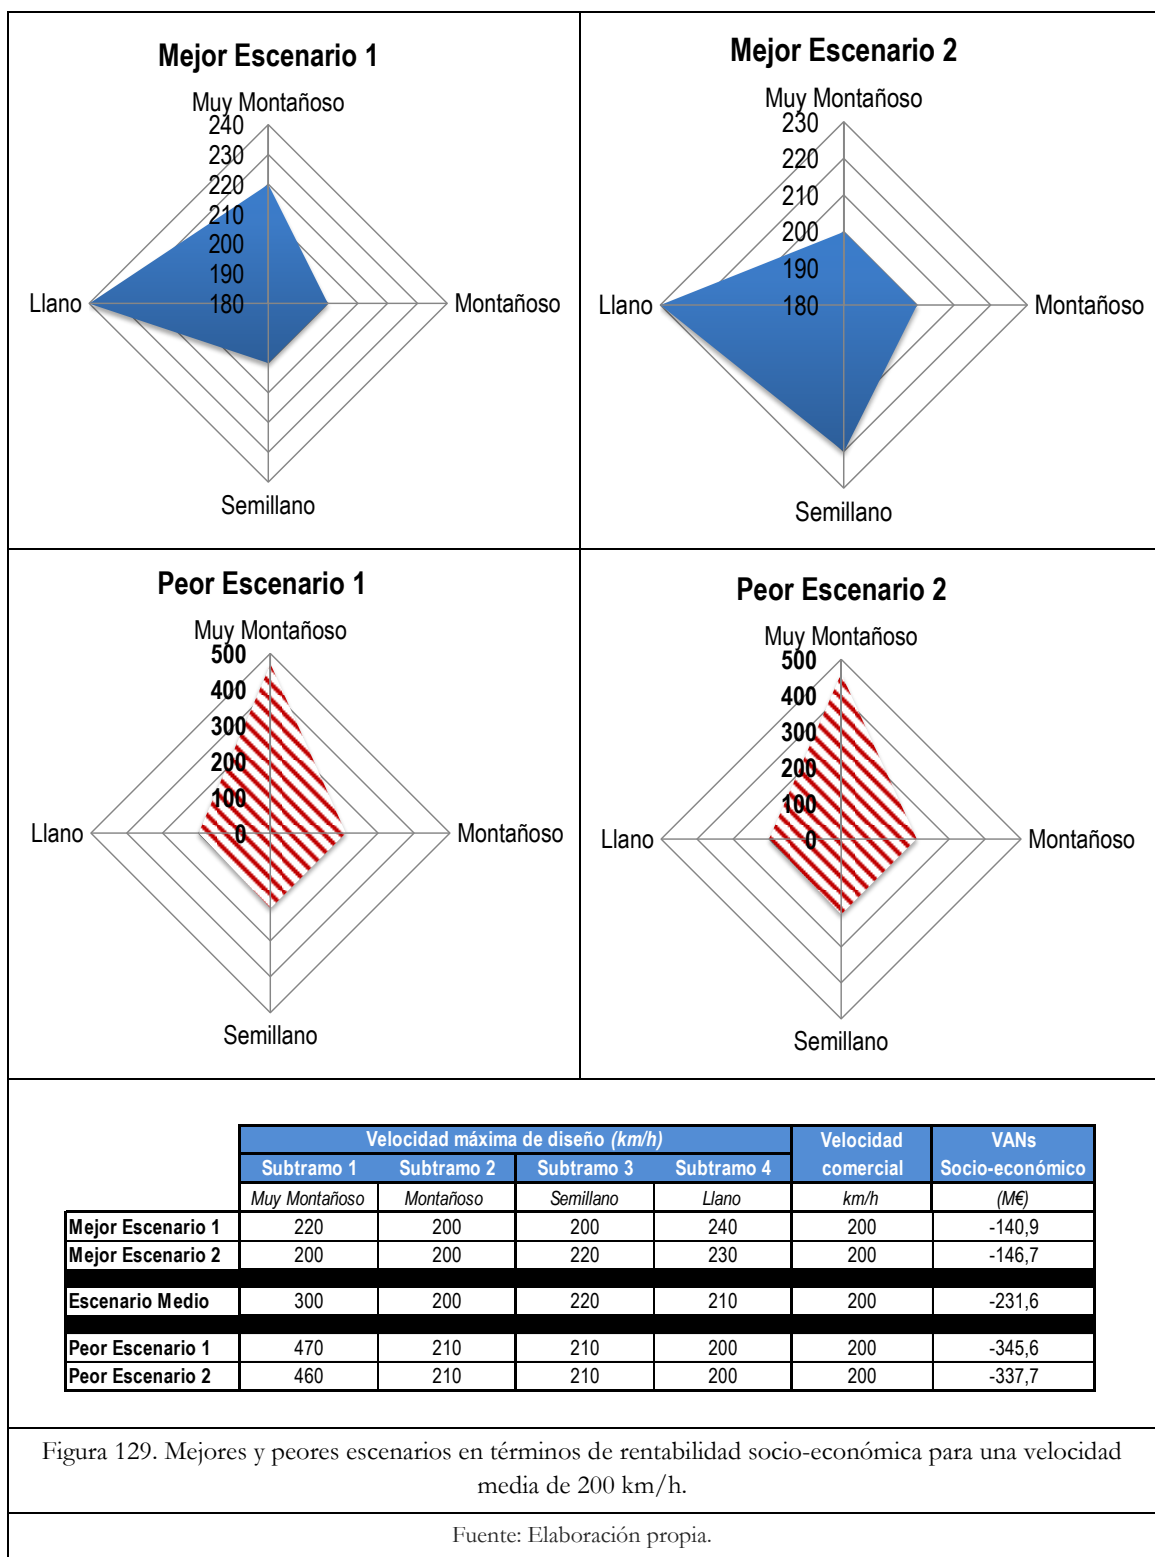 Mejor Escenario 1
Muy Montañoso
240
230
220
210
200
190
180
Llano
Montañoso
Semillano
Mejor Escenario 2
Muy Montañoso
230
220
210
200
190
180
Llano
Montañoso
Semillano
Peor Escenario 1
Muy Montañoso
500
400
300
200
100
0
Llano
Montañoso
Semillano
Peor Escenario 2
Muy Montañoso
500
400
300
200
100
0
Llano
Montañoso
Semillano
Velocidad máxima de diseño (km/h) Velocidad VANs
Subtramo 1 Subtramo 2 Subtramo 3 Subtramo 4 comercial Socio-económico
Muy Montañoso Montañoso Semillano Llano km/h (M€)
Mejor Escenario 1 220 200 200 240 200 -140,9
Mejor Escenario 2 200 200 220 230 200 -146,7
Escenario Medio 300 200 220 210 200 -231,6
Peor Escenario 1 470 210 210 200 200 -345,6
Peor Escenario 2 460 210 210 200 200 -337,7
Figura 129. Mejores y peores escenarios en términos de rentabilidad socio-económica para una velocidad
media de 200 km/h.
Fuente: Elaboración propia.